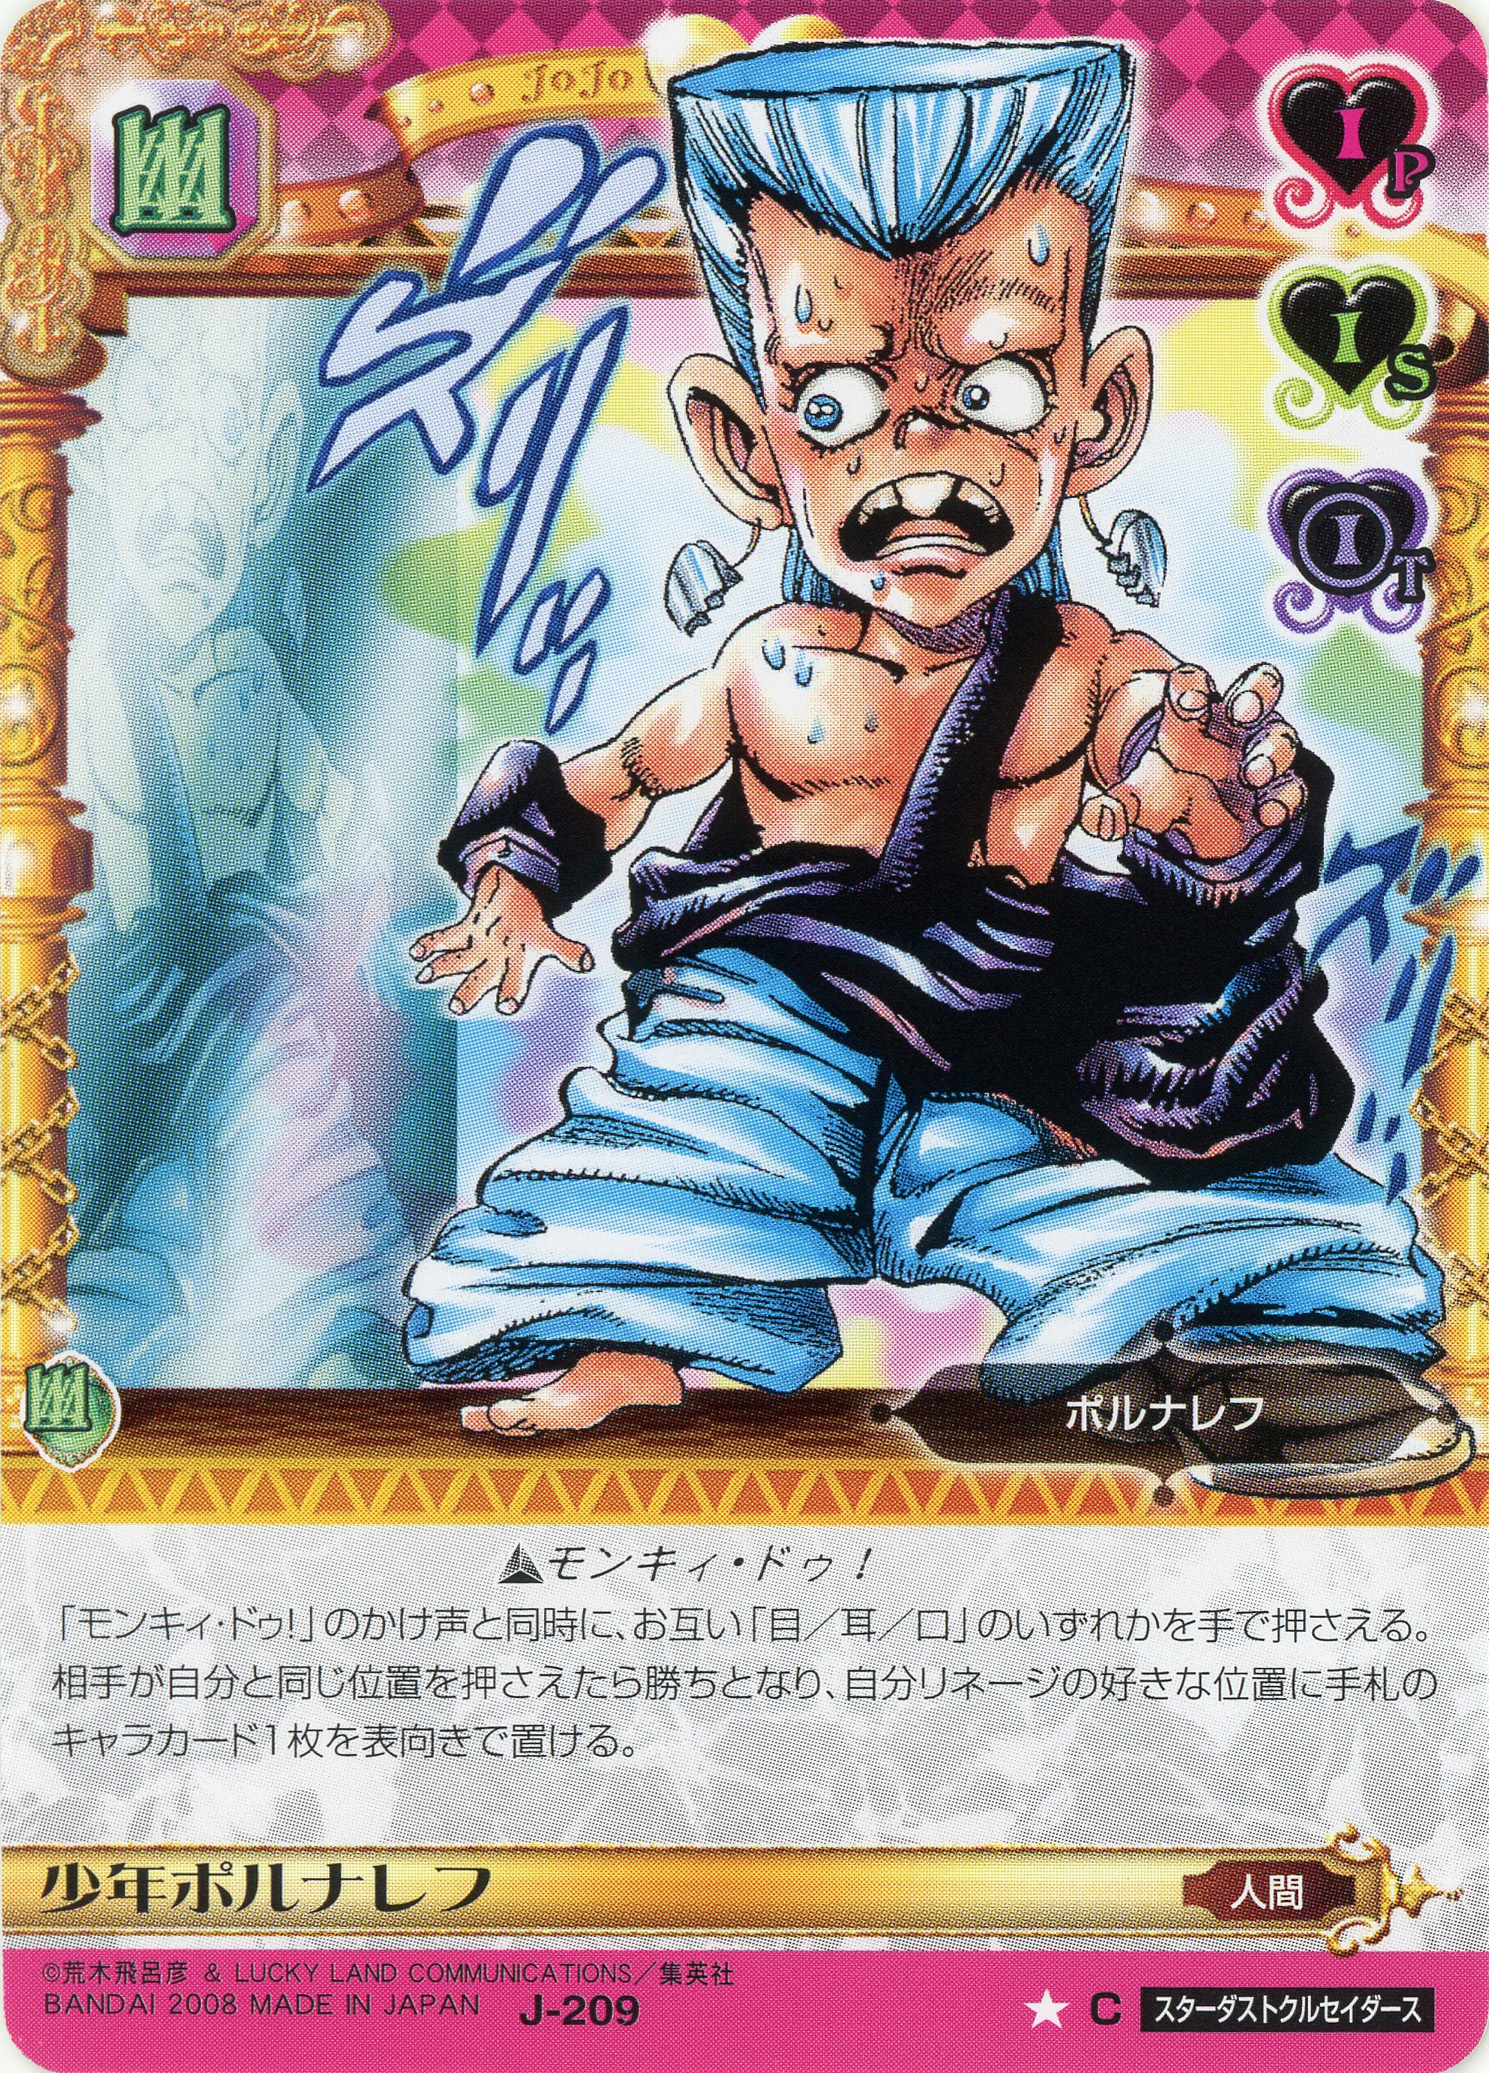 JoJo
III
1P
1S
1T
ズギッ
ズッ
III
ポルナレフ
▲モンキィ・ドゥ！
「モンキィ・ドゥ!」のかけ声と同時に、お互い「目／耳／口」のいずれかを手で押さえる。
相手が自分と同じ位置を押さえたら勝ちとなり、自分リネージの好きな位置に手札の
キャラカード1枚を表向きで置ける。
少年ポルナレフ
人間
©荒木飛呂彦 & LUCKY LAND COMMUNICATIONS／集英社
BANDAI 2008 MADE IN JAPAN J-209
★ C スターダストクルセイダース